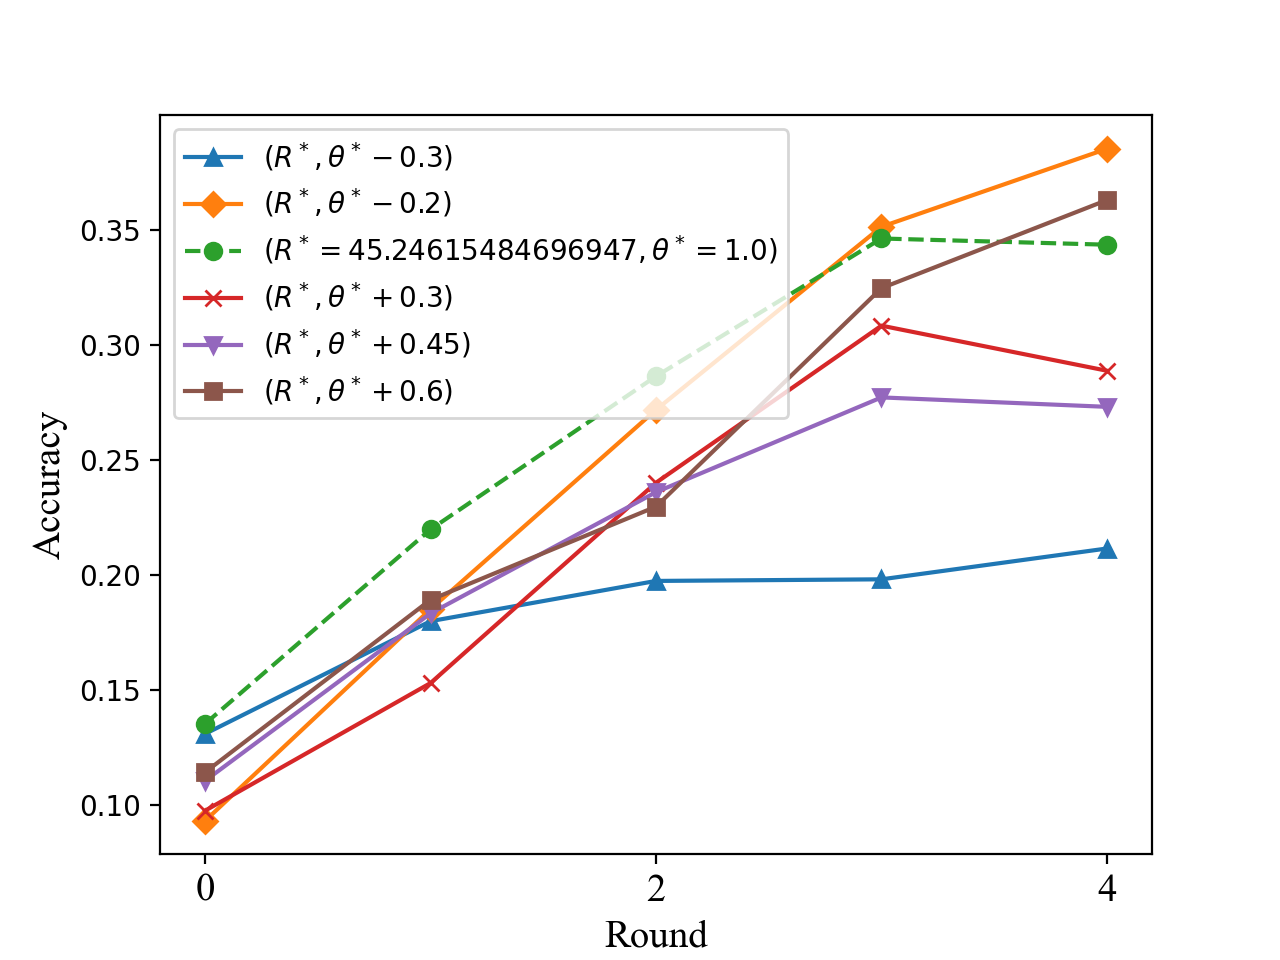 (R*, θ* − 0.3)
(R*, θ* − 0.2)
(R* = 45.24615484696947, θ* = 1.0)
(R*, θ* + 0.3)
(R*, θ* + 0.45)
(R*, θ* + 0.6)
0.35
0.30
0.25
0.20
0.15
0.10
Accuracy
0 2 4
Round